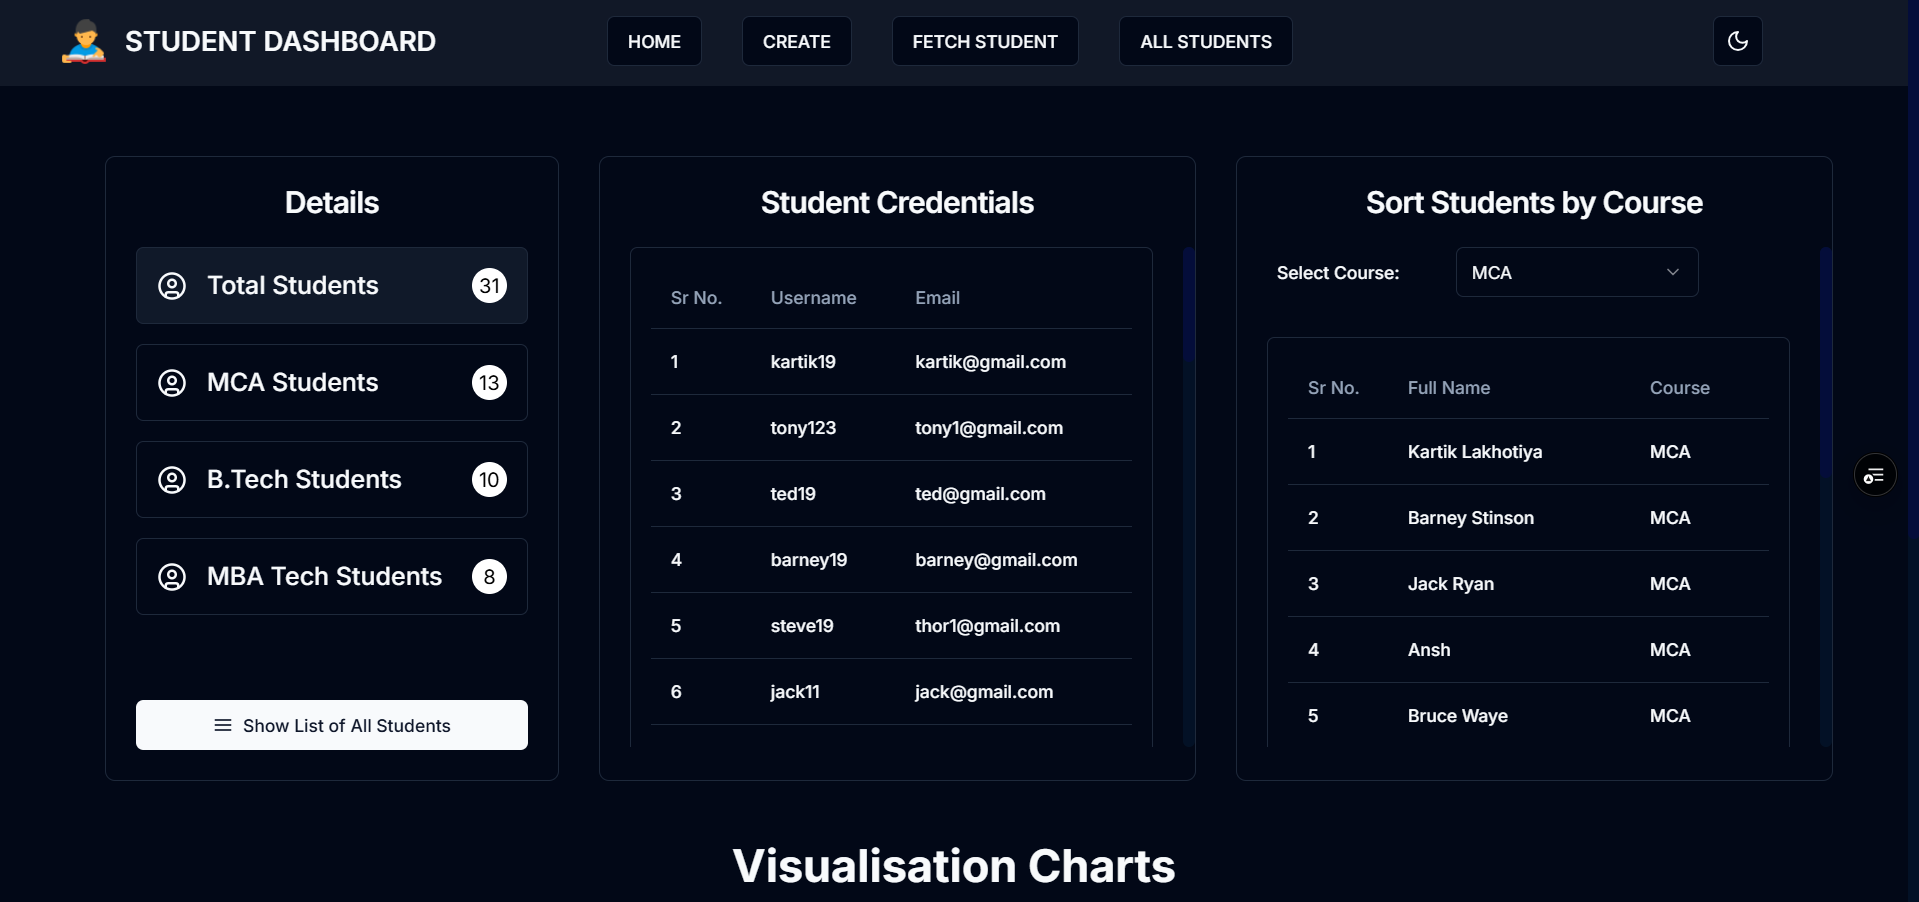 STUDENT DASHBOARD
HOME
CREATE
FETCH STUDENT
ALL STUDENTS
Details
Total Students 31
MCA Students 13
B.Tech Students 10
MBA Tech Students 8
Show List of All Students
Student Credentials
Sr No. Username Email
1 kartik19 kartik@gmail.com
2 tony123 tony1@gmail.com
3 ted19 ted@gmail.com
4 barney19 barney@gmail.com
5 steve19 thor1@gmail.com
6 jack11 jack@gmail.com
Sort Students by Course
Select Course: MCA
Sr No. Full Name Course
1 Kartik Lakhotiya MCA
2 Barney Stinson MCA
3 Jack Ryan MCA
4 Ansh MCA
5 Bruce Waye MCA
Visualisation Charts